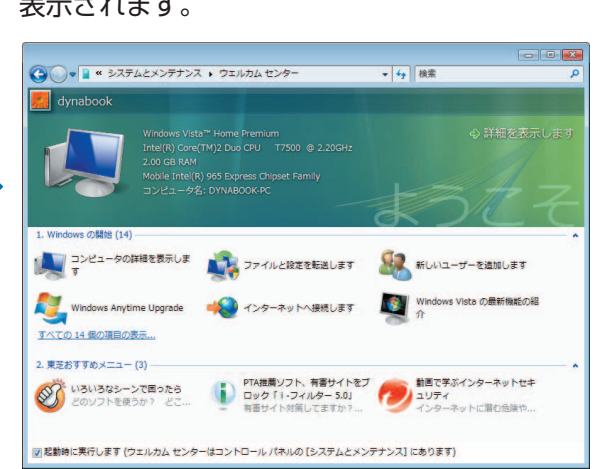 表示されます。
« システムとメンテナンス ▸ ウエルカム センター
検索
dynabook
Windows Vista™ Home Premium
Intel(R) Core(TM)2 Duo CPU T7500 @ 2.20GHz
2.00 GB RAM
Mobile Intel(R) 965 Express Chipset Family
コンピュータ名: DYNABOOK-PC
詳細を表示します
ようこそ
1. Windows の開始 (14)
コンピュータの詳細を表示しま
す
ファイルと設定を転送します
新しいユーザーを追加します
Windows Anytime Upgrade
インターネットへ接続します
Windows Vista の最新機能の紹
介
すべての 14 個の項目の表示...
2. 東芝おすすめメニュー (3)
いろいろなシーンで困ったら
どのソフトを使うか？ どこ...
PTA推薦ソフト、有害サイトをブ
ロック「i -フィルター 5.0」
有害サイト対策してますか？...
動画で学ぶインターネットセキ
ュリティ
インターネットに潜む危険や...
起動時に実行します (ウェルカム センターはコントロール パネルの [システムとメンテナンス] にあります)